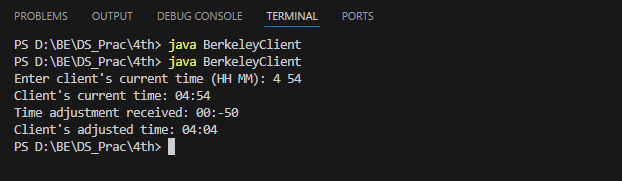 PROBLEMS OUTPUT DEBUG CONSOLE TERMINAL PORTS
PS D:\BE\DS_Prac\4th> java BerkeleyClient
PS D:\BE\DS_Prac\4th> java BerkeleyClient
Enter client's current time (HH MM): 4 54
Client's current time: 04:54
Time adjustment received: 00:-50
Client's adjusted time: 04:04
PS D:\BE\DS_Prac\4th>